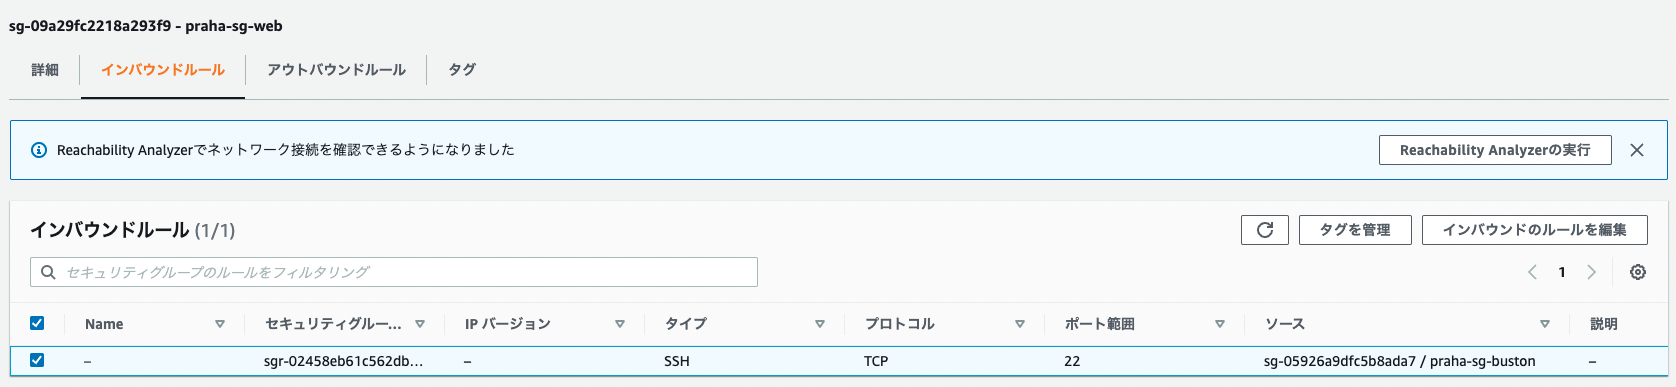 sg-09a29fc2218a293f9 - praha-sg-web
詳細 インバウンドルール アウトバウンドルール タグ
Reachability Analyzerでネットワーク接続を確認できるようになりました Reachability Analyzerの実行
インバウンドルール (1/1) タグを管理 インバウンドのルールを編集
セキュリティグループのルールをフィルタリング 1
Name セキュリティグルー... IP バージョン タイプ プロトコル ポート範囲 ソース 説明
– sgr-02458eb61c562db... – SSH TCP 22 sg-05926a9dfc5b8ada7 / praha-sg-buston –